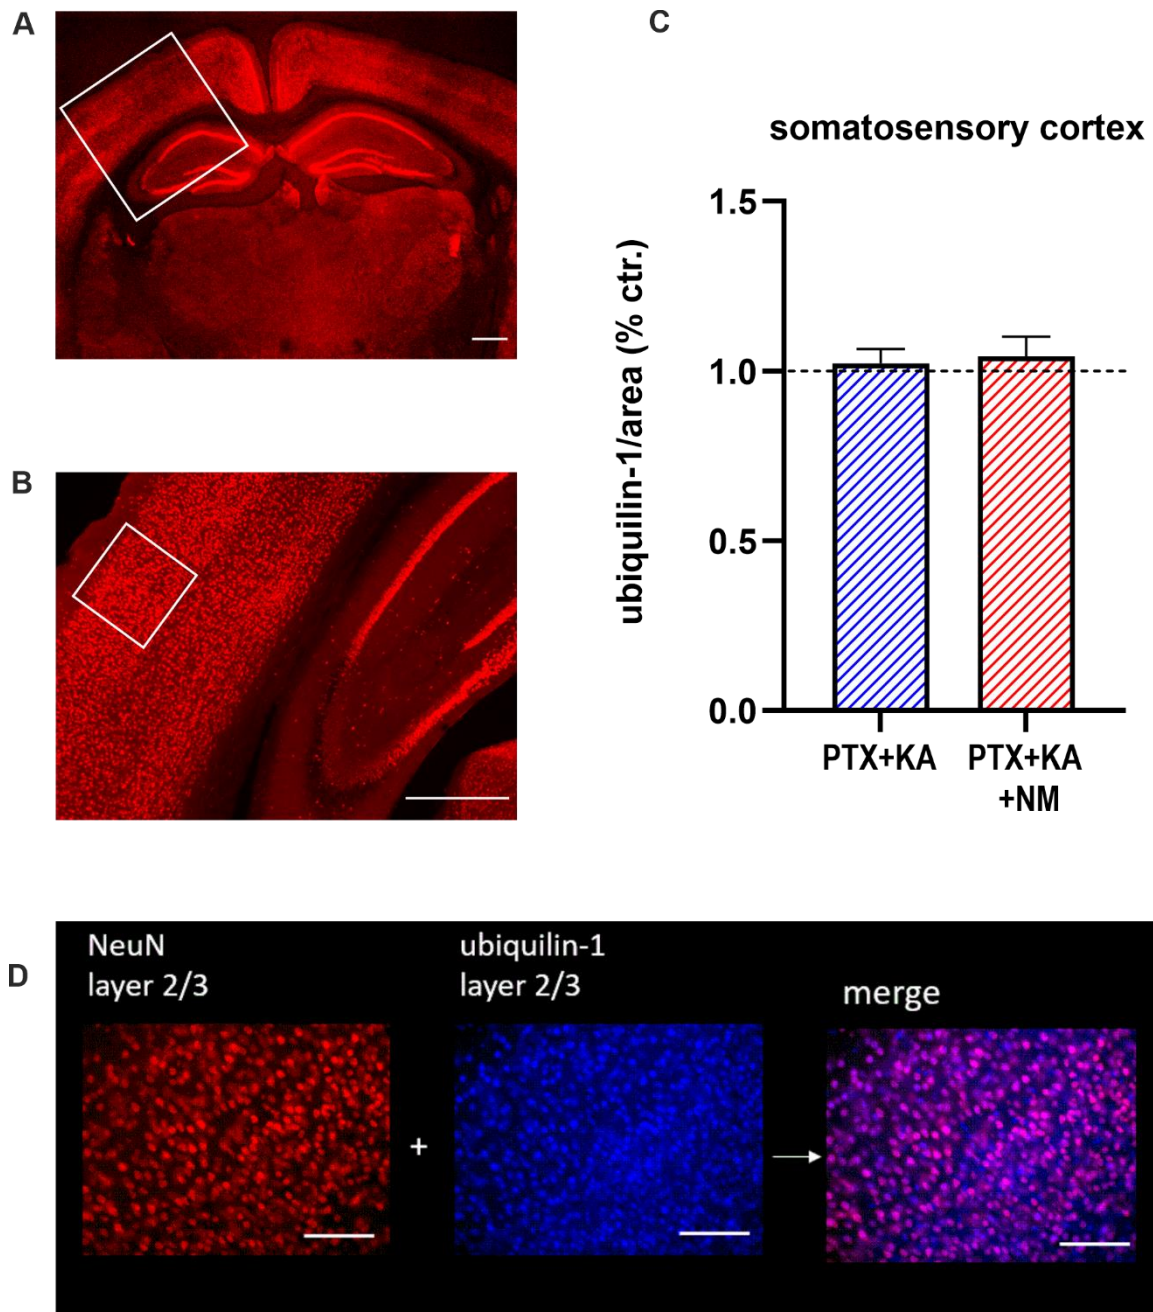 A
C
somatosensory cortex
1.5
1.0
0.5
0.0
ubiquilin-1/area (% ctr.)
PTX+KA
PTX+KA
+NM
B
D
NeuN
layer 2/3
ubiquilin-1
layer 2/3
merge
+